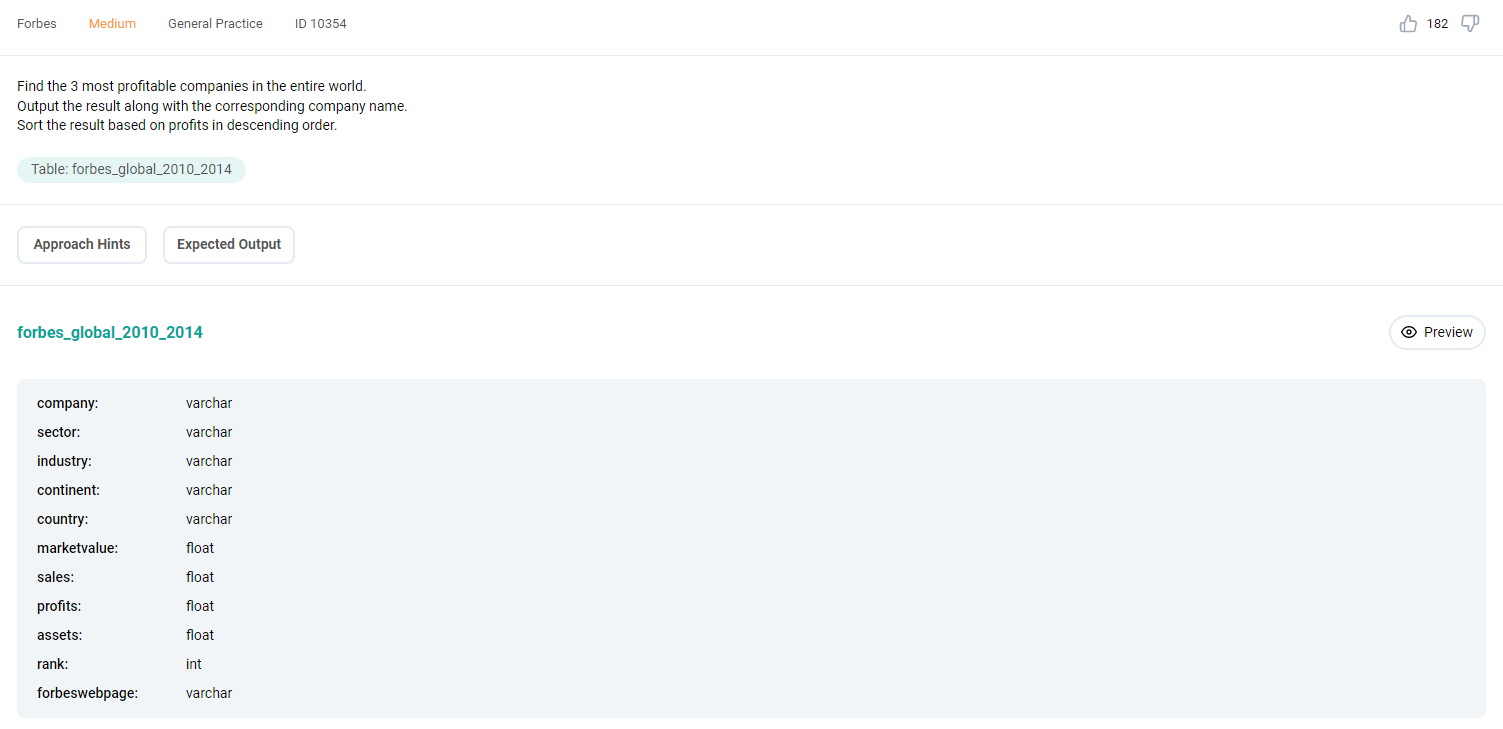 Forbes Medium General Practice ID 10354 182
Find the 3 most profitable companies in the entire world.
Output the result along with the corresponding company name.
Sort the result based on profits in descending order.
Table: forbes_global_2010_2014
Approach Hints Expected Output
forbes_global_2010_2014 Preview
company: varchar
sector: varchar
industry: varchar
continent: varchar
country: varchar
marketvalue: float
sales: float
profits: float
assets: float
rank: int
forbeswebpage: varchar